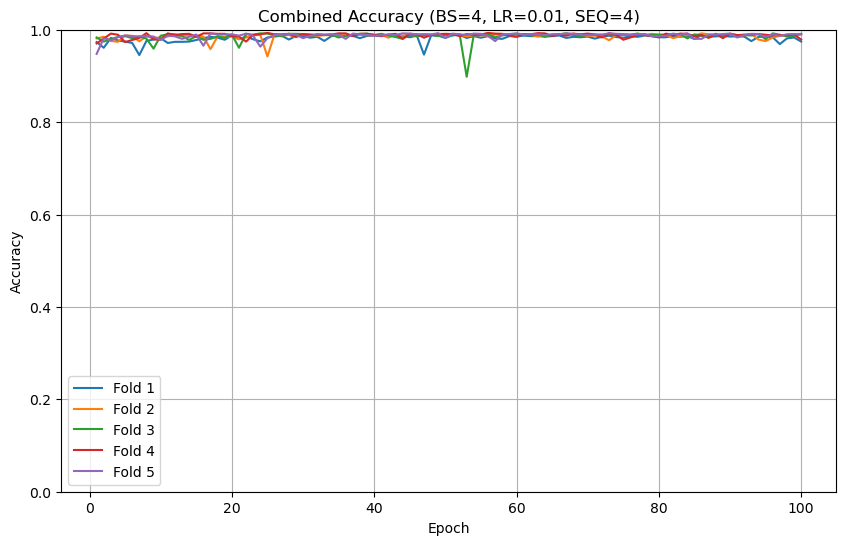 Combined Accuracy (BS=4, LR=0.01, SEQ=4)
1.0
0.8
0.6
0.4
0.2
0.0
Accuracy
Fold 1
Fold 2
Fold 3
Fold 4
Fold 5
0 20 40 60 80 100
Epoch